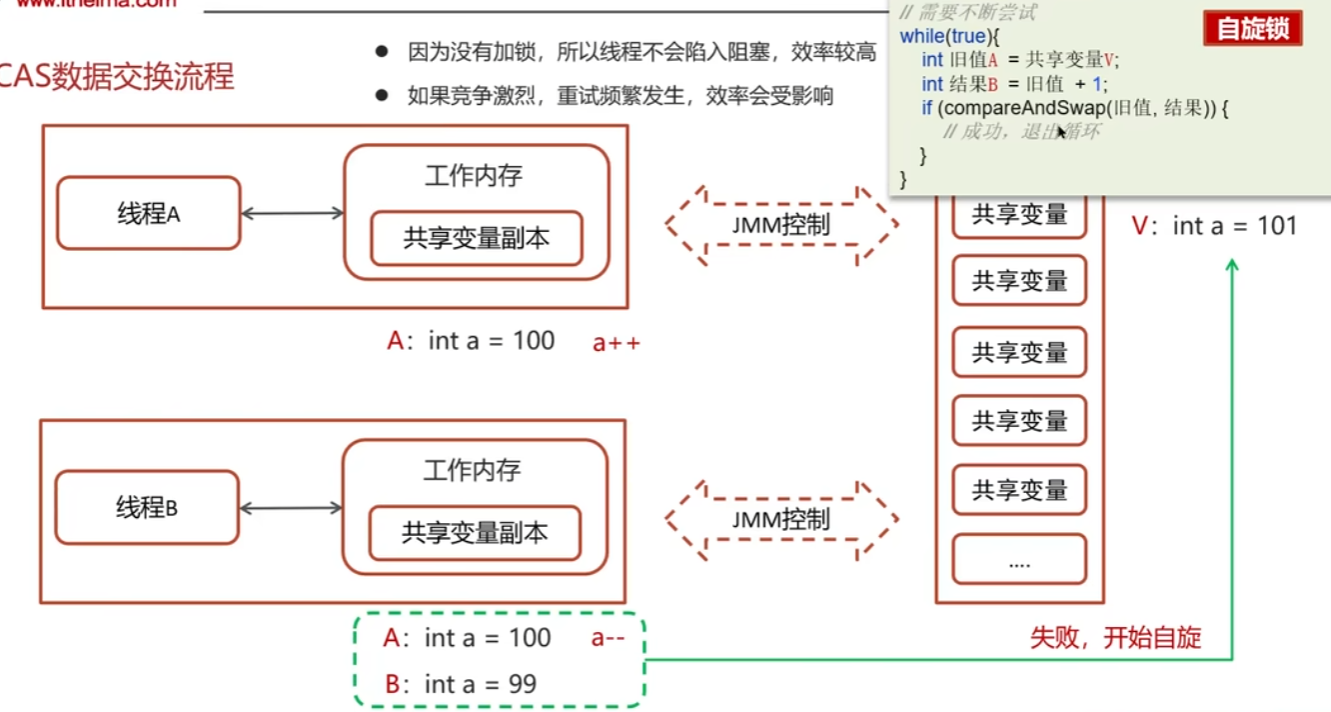 www.itheima.com
CAS数据交换流程
● 因为没有加锁，所以线程不会陷入阻塞，效率较高
● 如果竞争激烈，重试频繁发生，效率会受影响
// 需要不断尝试
while(true){
int 旧值A = 共享变量V;
int 结果B = 旧值 + 1;
if (compareAndSwap(旧值, 结果)) {
// 成功，退出循环
}
}
自旋锁
线程A
工作内存
共享变量副本
JMM控制
A： int a = 100 a++
线程B
工作内存
共享变量副本
JMM控制
A： int a = 100 a--
B： int a = 99
共享变量
共享变量
共享变量
共享变量
共享变量
....
V： int a = 101
失败，开始自旋